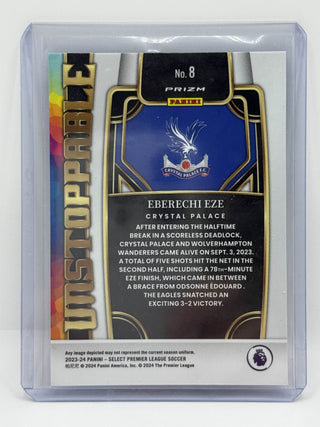 UNSTOPPABLE
No. 8
PRIZM
PANINI
CRYSTAL PALACE F.C.
EBERECHI EZE
CRYSTAL PALACE
AFTER ENTERING THE HALFTIME
BREAK IN A SCORELESS DEADLOCK,
CRYSTAL PALACE AND WOLVERHAMPTON
WANDERERS CAME ALIVE ON SEPT. 3, 2023.
A TOTAL OF FIVE SHOTS HIT THE NET IN THE
SECOND HALF, INCLUDING A 78TH-MINUTE
EZE FINISH, WHICH CAME IN BETWEEN
A BRACE FROM ODSONNE ÉDOUARD.
THE EAGLES SNATCHED AN
EXCITING 3-2 VICTORY.
Any image depicted may not represent the current season uniform.
2023-24 PANINI – SELECT PREMIER LEAGUE SOCCER
帕尼尼 © 2024 Panini America, Inc. © 2024 The Premier League